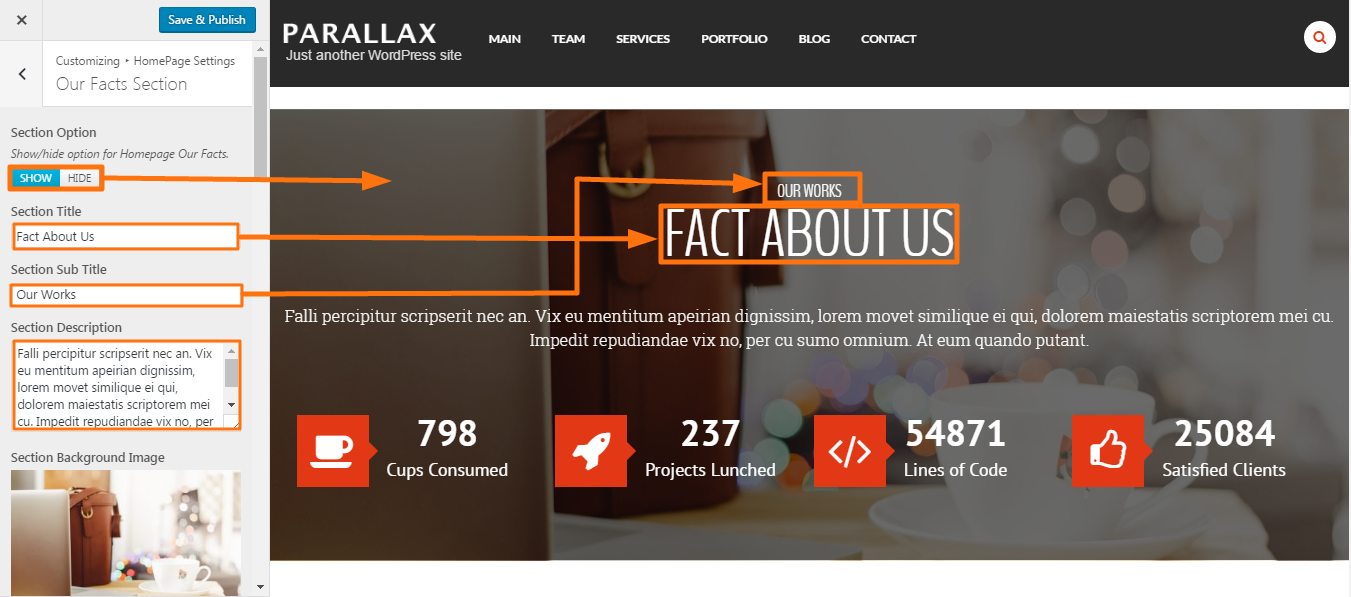 Save & Publish
Customizing ▸ HomePage Settings
Our Facts Section
Section Option
Show/hide option for Homepage Our Facts.
SHOW HIDE
Section Title
Fact About Us
Section Sub Title
Our Works
Section Description
Falli percipitur scripserit nec an. Vix
eu mentitum apeirian dignissim,
lorem movet similique ei qui,
dolorem maiestatis scriptorem mei
cu. Impedit repudiandae vix no, per
Section Background Image
PARALLAX
Just another WordPress site
MAIN TEAM SERVICES PORTFOLIO BLOG CONTACT
OUR WORKS
FACT ABOUT US
Falli percipitur scripserit nec an. Vix eu mentitum apeirian dignissim, lorem movet similique ei qui, dolorem maiestatis scriptorem mei cu.
Impedit repudiandae vix no, per cu sumo omnium. At eum quando putant.
798
Cups Consumed
237
Projects Lunched
54871
Lines of Code
25084
Satisfied Clients